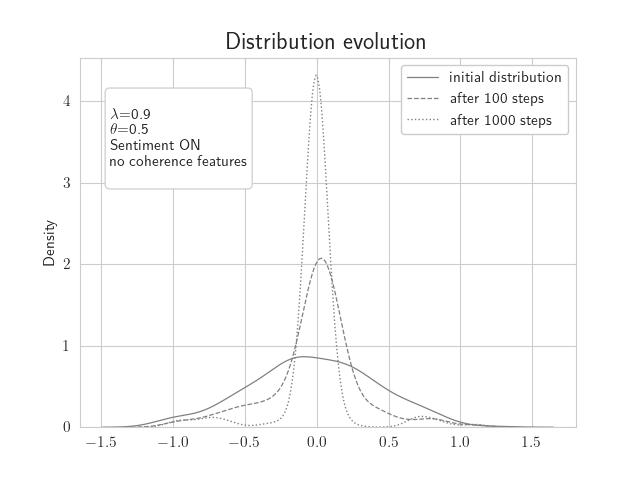 Distribution evolution
λ=0.9
θ=0.5
Sentiment ON
no coherence features
initial distribution
after 100 steps
after 1000 steps
Density
4
3
2
1
0
−1.5 −1.0 −0.5 0.0 0.5 1.0 1.5